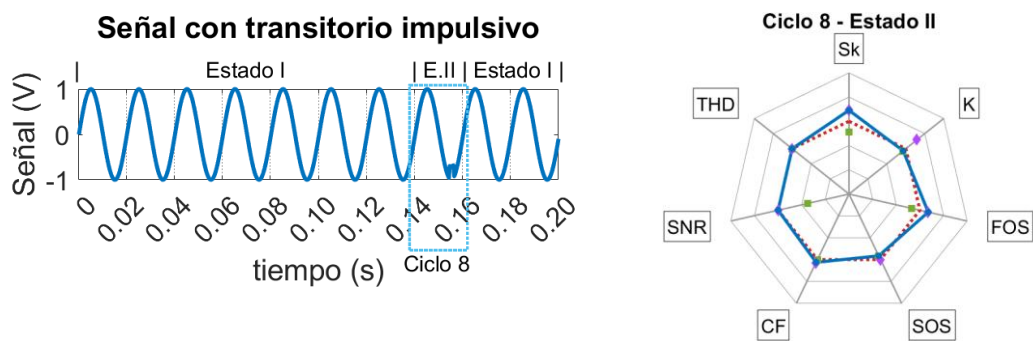 Señal con transitorio impulsivo
| Estado I | E.II | Estado I |
Señal (V)
1
0
-1
0 0.02 0.04 0.06 0.08 0.10 0.12 0.14 0.16 0.18 0.20
tiempo (s)
Ciclo 8
Ciclo 8 - Estado II
Sk
THD
K
SNR
FOS
CF
SOS